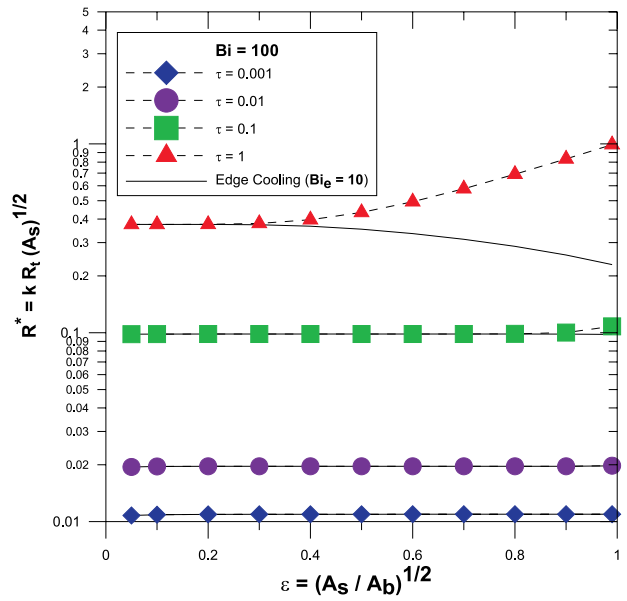 5
2
1
0.9
0.8
0.7
0.6
0.5
0.4
0.3
0.2
0.1
0.09
0.08
0.07
0.06
0.05
0.04
0.03
0.02
0.01
R* = k Rt (As)1/2
Bi = 100
τ = 0.001
τ = 0.01
τ = 0.1
τ = 1
Edge Cooling (Bie = 10)
0 0.2 0.4 0.6 0.8 1
ε = (As / Ab)1/2